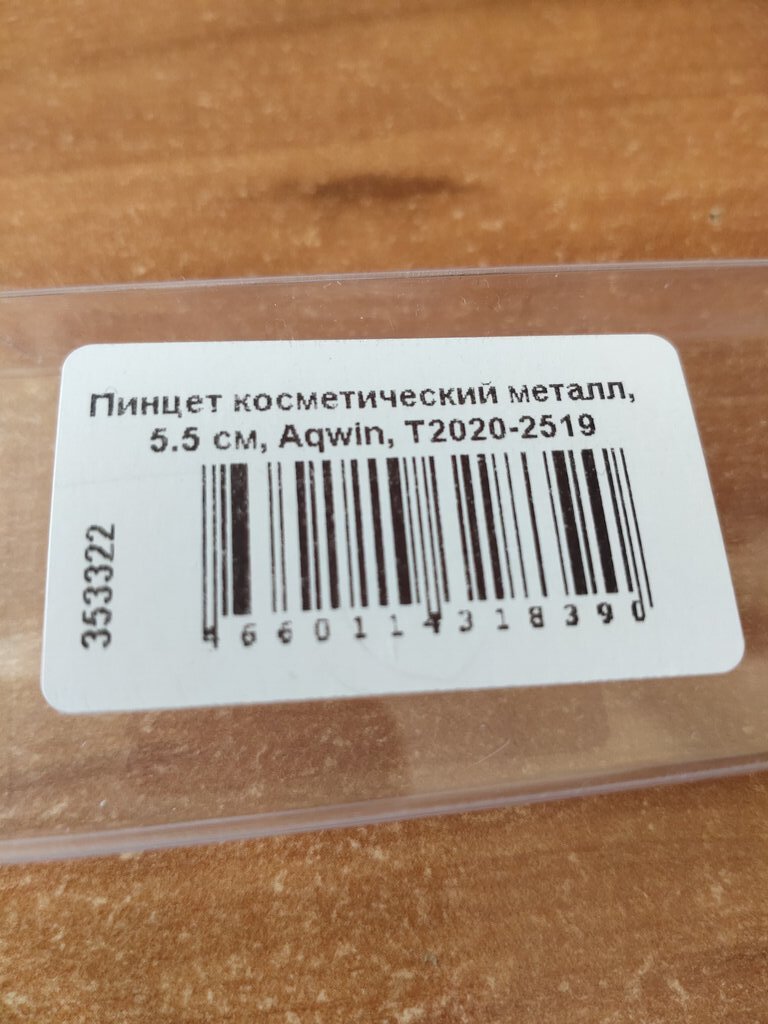 Пинцет косметический металл,
5.5 см, Aqwin, T2020-2519
353322
4660114318390